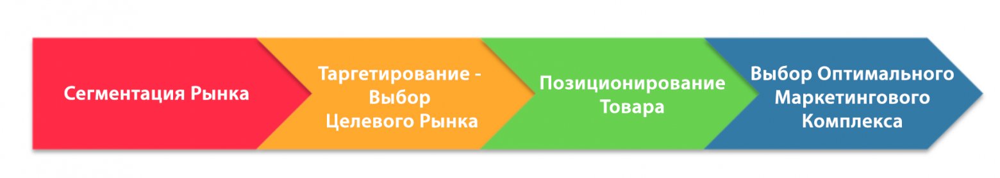 Сегментация Рынка
Таргетирование -
Выбор
Целевого Рынка
Позиционирование
Товара
Выбор Оптимального
Маркетингового
Комплекса